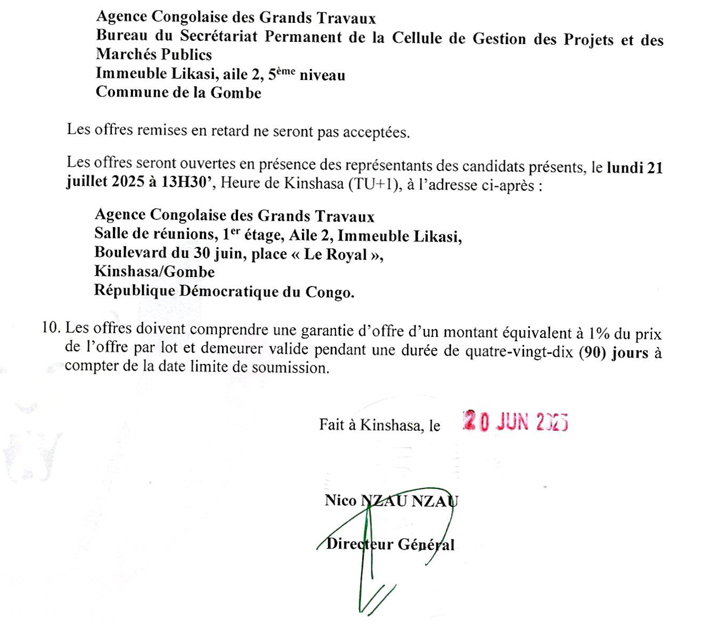 Agence Congolaise des Grands Travaux
Bureau du Secrétariat Permanent de la Cellule de Gestion des Projets et des
Marchés Publics
Immeuble Likasi, aile 2, 5ème niveau
Commune de la Gombe
Les offres remises en retard ne seront pas acceptées.
Les offres seront ouvertes en présence des représentants des candidats présents, le lundi 21
juillet 2025 à 13H30’, Heure de Kinshasa (TU+1), à l’adresse ci-après :
Agence Congolaise des Grands Travaux
Salle de réunions, 1er étage, Aile 2, Immeuble Likasi,
Boulevard du 30 juin, place « Le Royal »,
Kinshasa/Gombe
République Démocratique du Congo.
10. Les offres doivent comprendre une garantie d’offre d’un montant équivalent à 1% du prix
de l’offre par lot et demeurer valide pendant une durée de quatre-vingt-dix (90) jours à
compter de la date limite de soumission.
Fait à Kinshasa, le 20 JUN 2025
Nico NZAU NZAU
Directeur Général